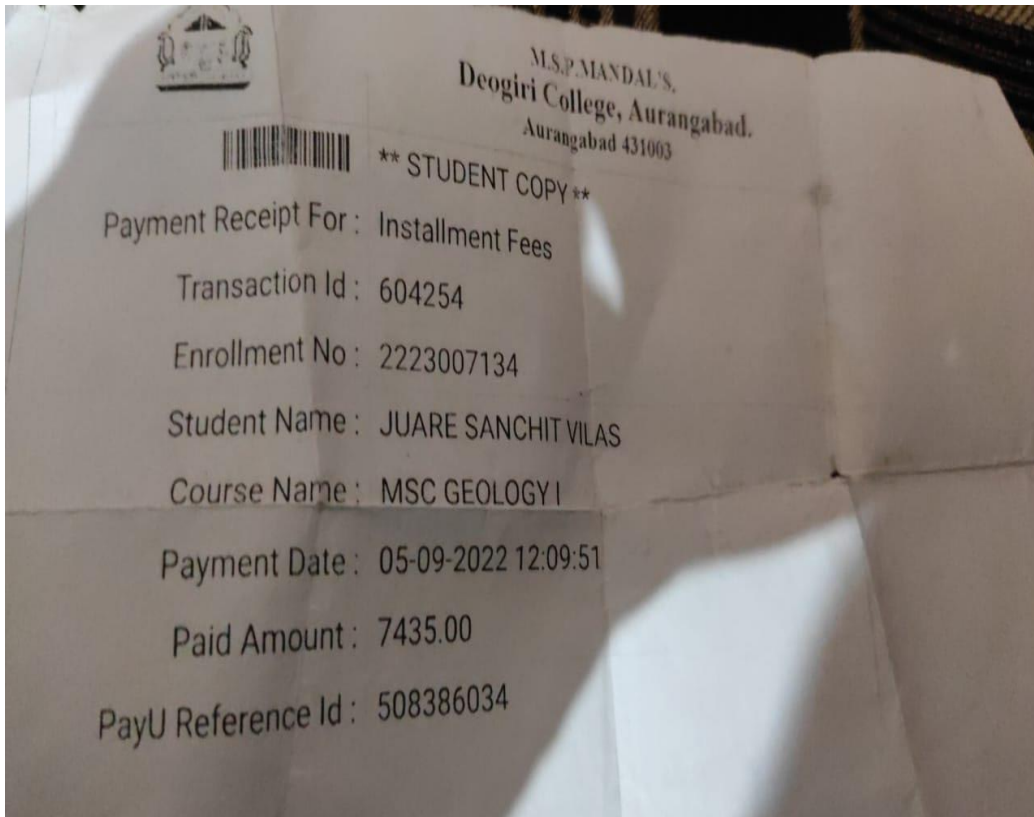 M.S.P.MANDAL'S,
Deogiri College, Aurangabad.
Aurangabad 431003
** STUDENT COPY **
Payment Receipt For : Installment Fees
Transaction Id : 604254
Enrollment No : 2223007134
Student Name : JUARE SANCHIT VILAS
Course Name : MSC GEOLOGY I
Payment Date : 05-09-2022 12:09:51
Paid Amount : 7435.00
PayU Reference Id : 508386034